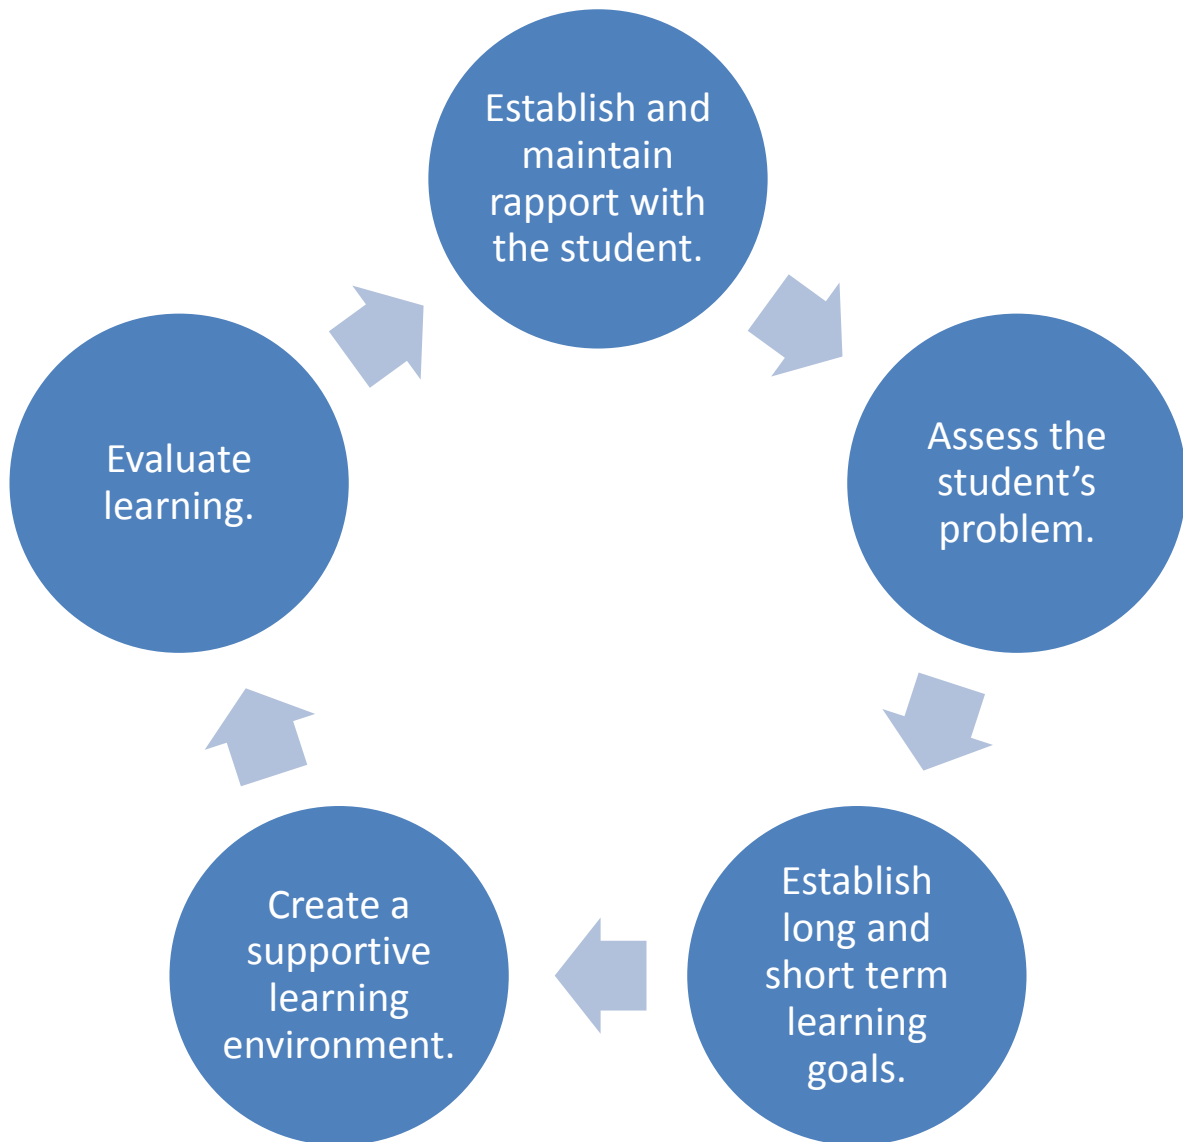 Establish and
maintain
rapport with
the student.
Assess the
student’s
problem.
Establish
long and
short term
learning
goals.
Create a
supportive
learning
environment.
Evaluate
learning.